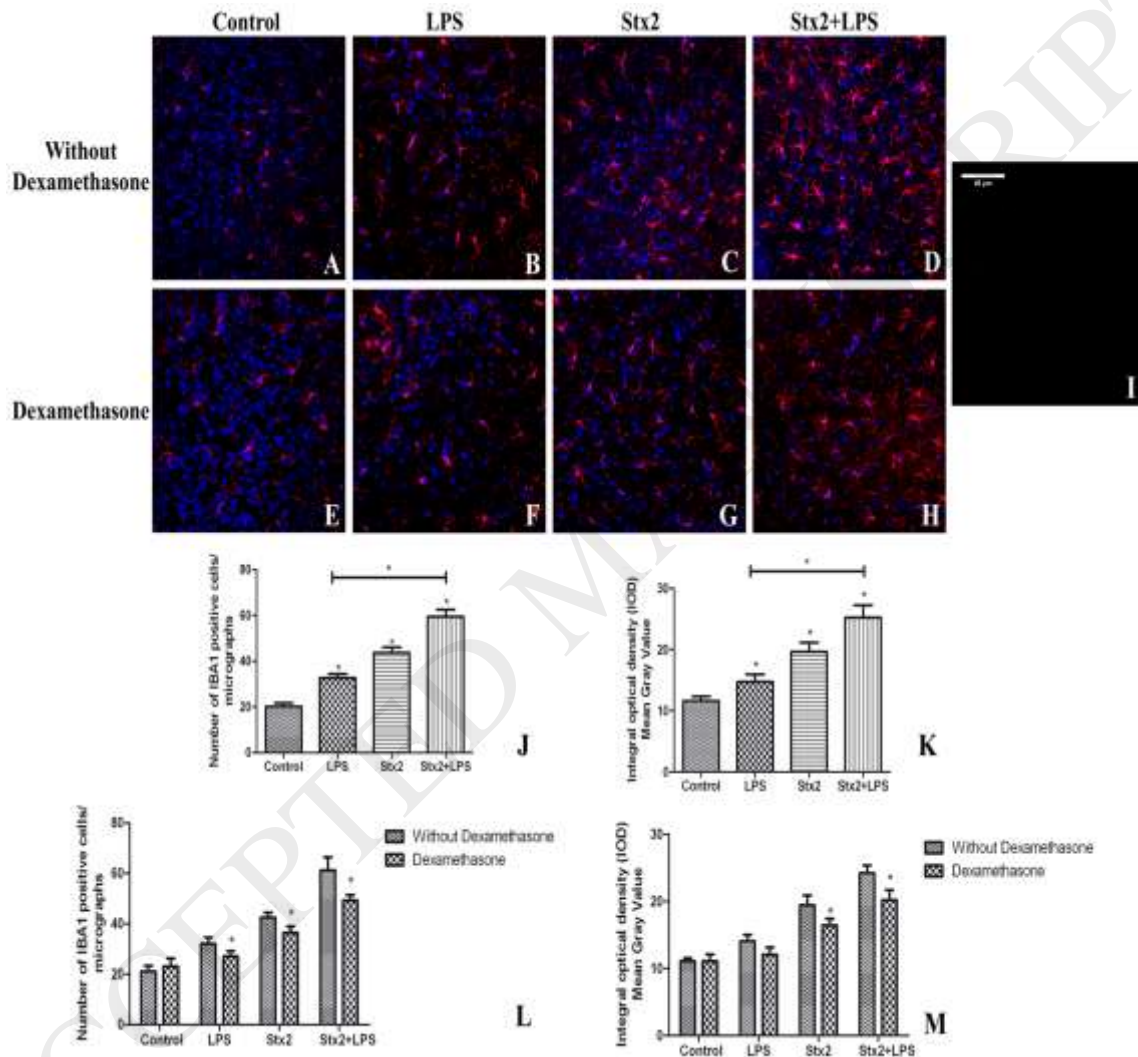 Control LPS Stx2 Stx2+LPS
Without
Dexamethasone
A B C D
I
Dexamethasone
E F G H
80
60
40
20
0
Number of IBA1 positive cells/
micrographs
*
* * *
Control LPS Stx2 Stx2+LPS
J
30
20
10
0
Integral optical density (IOD)
Mean Gray Value
*
* * *
Control LPS Stx2 Stx2+LPS
K
80
60
40
20
0
Number of IBA1 positive cells/
micrographs
Without Dexamethasone
Dexamethasone
* * *
Control LPS Stx2 Stx2+LPS
L
30
20
10
0
Integral optical density (IOD)
Mean Gray Value
Without Dexamethasone
Dexamethasone
* *
Control LPS Stx2 Stx2+LPS
M